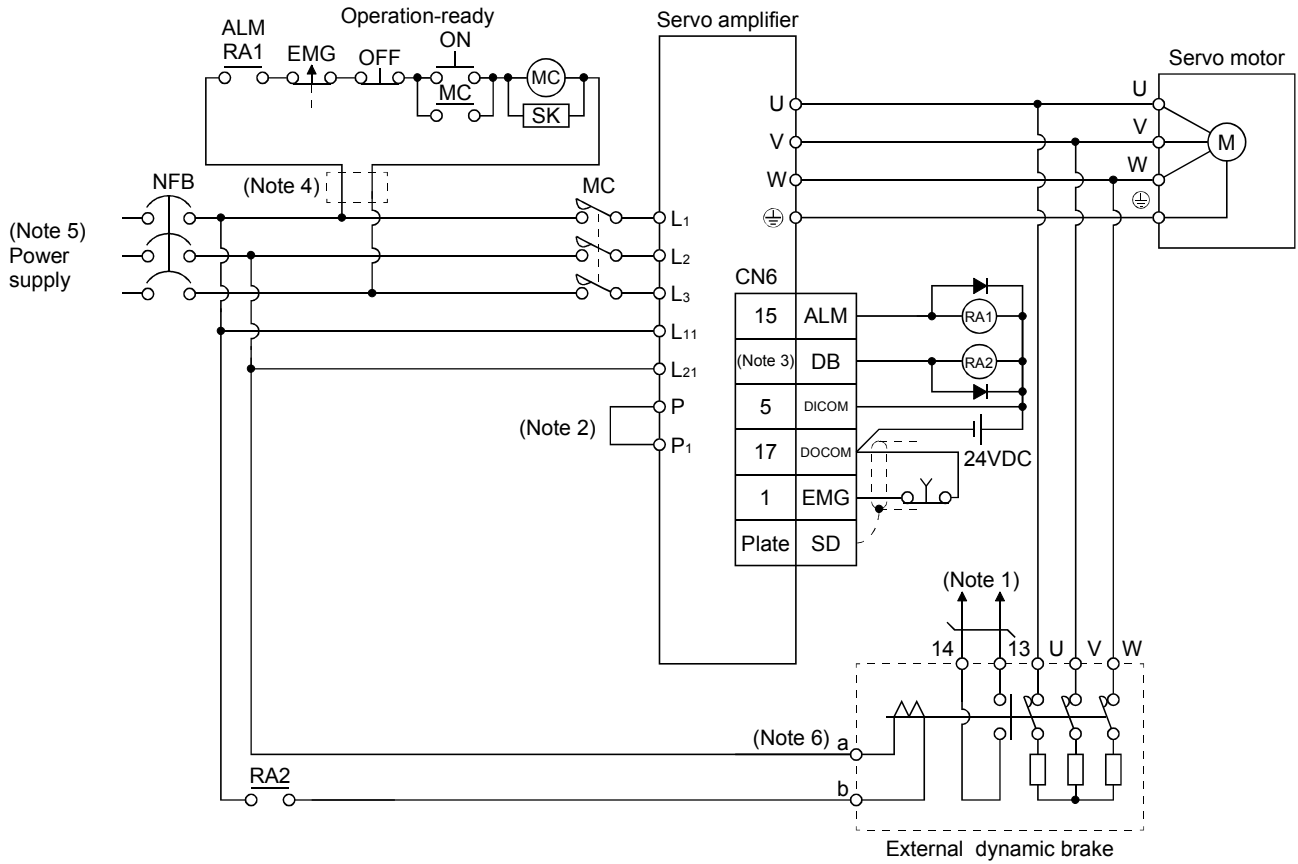 Operation-ready
ALM
RA1
EMG
OFF
ON
MC
MC
SK
Servo amplifier
Servo motor
U
V
W
U
V
W
M
NFB
(Note 4)
MC
(Note 5)
Power
supply
L1
L2
L3
L11
L21
P
P1
(Note 2)
CN6
15 ALM
(Note 3) DB
5 DICOM
17 DOCOM
1 EMG
Plate SD
RA1
RA2
24VDC
(Note 1)
14 13 U V W
(Note 6) a
b
RA2
External dynamic brake